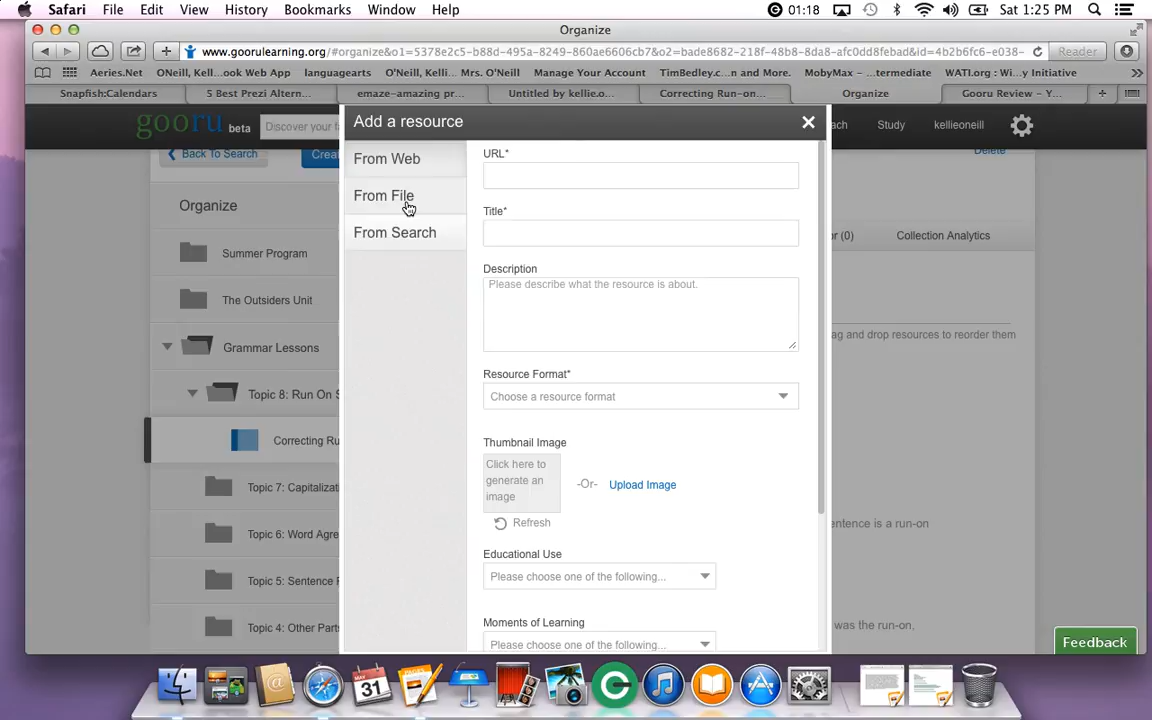 Safari File Edit View History Bookmarks Window Help 01:18 Sat 1:25 PM
Organize
www.goorulearning.org/#organize&o1=5378e2c5-b88d-495a-8249-860ae6606cb7&o2=bade8682-218f-48b8-8da8-afc0dd8febad&id=4b2b6fc6-e038- Reader
Aeries.Net ONeill, Kell...ook Web App languagearts O'Neill, Kelli... Mrs. O'Neill Manage Your Account TimBedley.c...n and More. MobyMax - ...termediate WATI.org : Wi...y Initiative
Snapfish:Calendars 5 Best Prezi Altern... emaze-amazing pr... Untitled by kellie.o... Correcting Run-on... Organize Gooru Review - Y...
gooru beta Discover your f Add a resource ach Study kellieoneill
Back To Search Crea Delete
From Web
From File
From Search
URL*
Title*
Description
Please describe what the resource is about.
Resource Format*
Choose a resource format
Thumbnail Image
Click here to
generate an
image
-Or- Upload Image
Refresh
Educational Use
Please choose one of the following...
Moments of Learning
Please choose one of the following...
Organize
Summer Program
The Outsiders Unit
Grammar Lessons
Topic 8: Run On S
Correcting Ru
Topic 7: Capitalizati
Topic 6: Word Agre
Topic 5: Sentence F
Topic 4: Other Part
or (0) Collection Analytics
ag and drop resources to reorder them
entence is a run-on
was the run-on.
Feedback
MAY
31